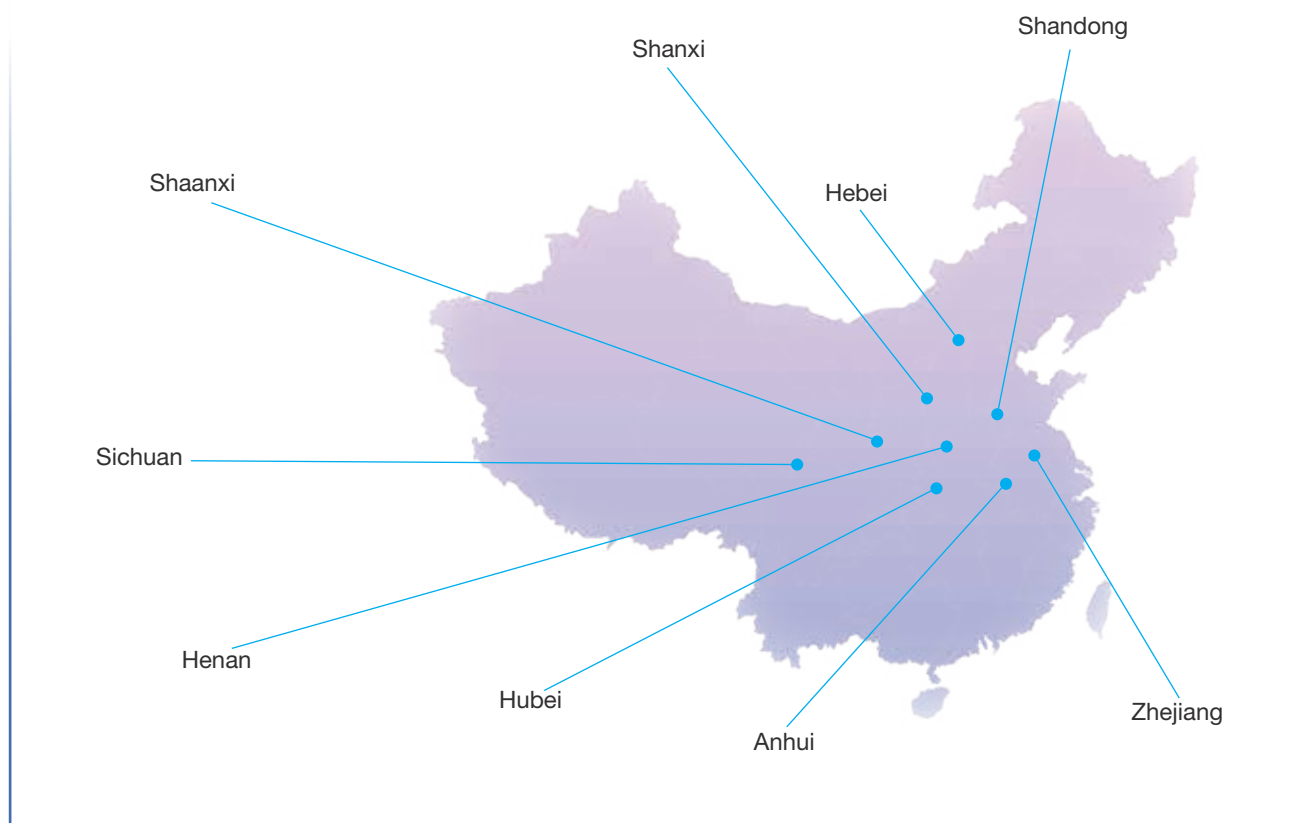 Shandong
Shanxi
Shaanxi
Hebei
Sichuan
Henan
Hubei
Zhejiang
Anhui